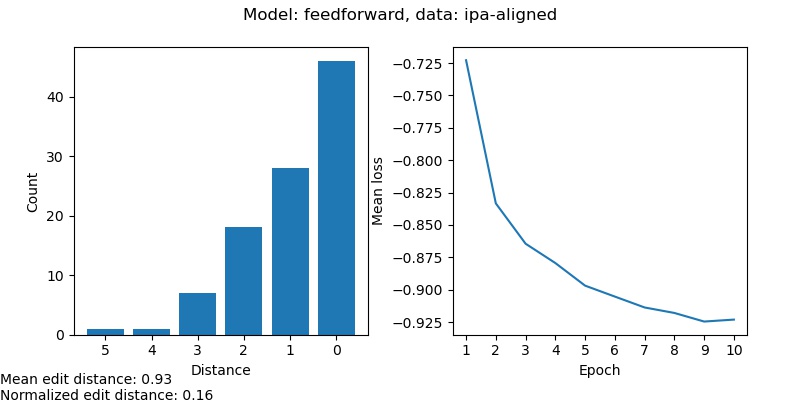 Model: feedforward, data: ipa-aligned
Count
40
30
20
10
0
5 4 3 2 1 0
Distance
Mean loss
−0.725
−0.750
−0.775
−0.800
−0.825
−0.850
−0.875
−0.900
−0.925
1 2 3 4 5 6 7 8 9 10
Epoch
Mean edit distance: 0.93
Normalized edit distance: 0.16